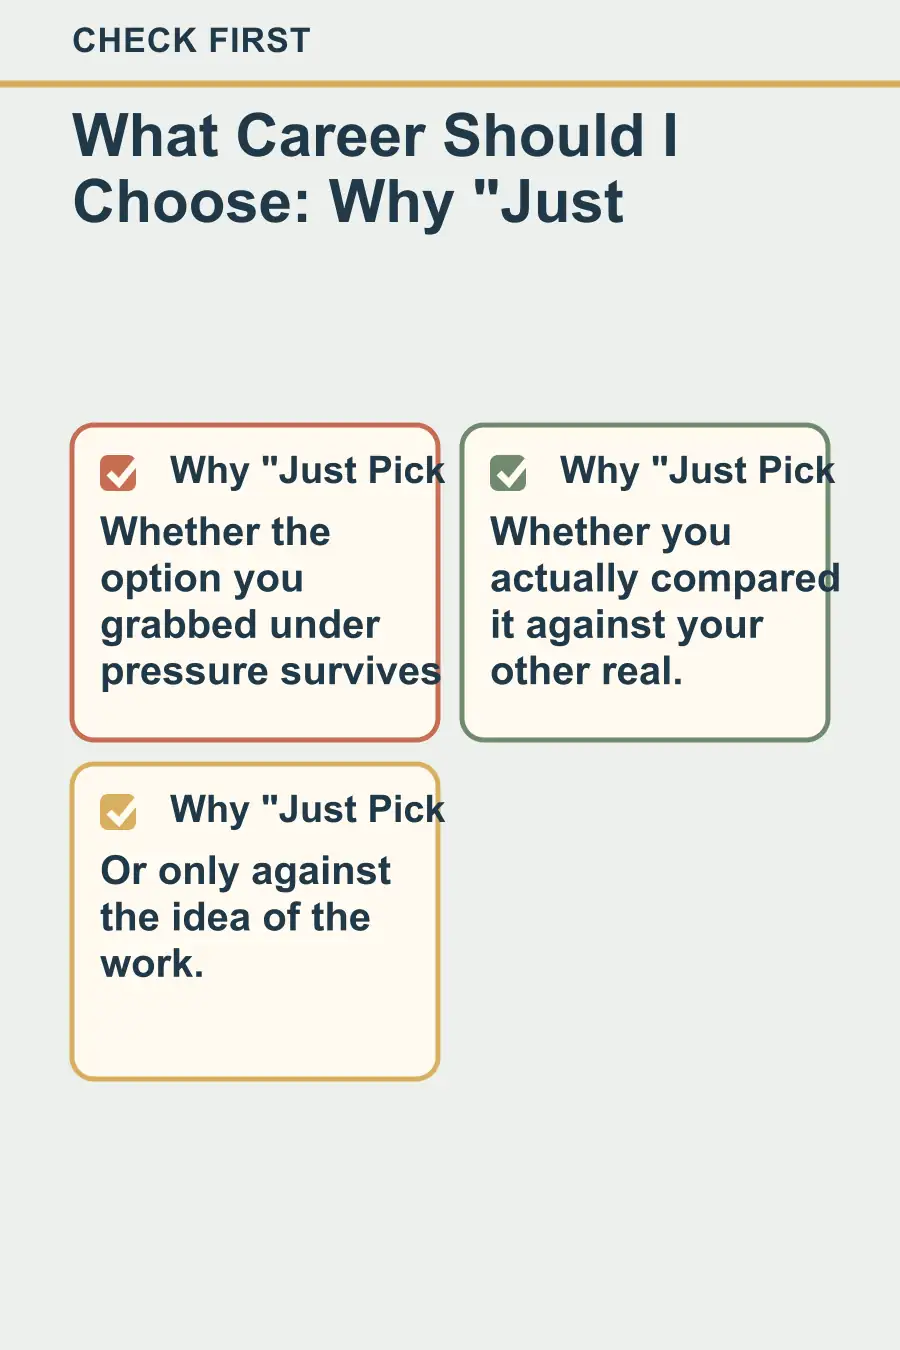 CHECK FIRST
What Career Should I
Choose: Why "Just
Why "Just Pick
Whether the
option you
grabbed under
pressure survives
Why "Just Pick
Whether you
actually compared
it against your
other real.
Why "Just Pick
Or only against
the idea of the
work.